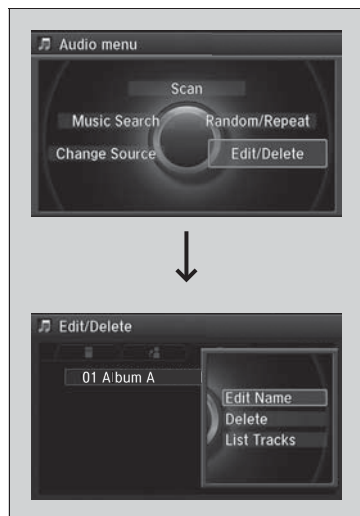 Audio menu
Scan
Music Search Random/Repeat
Change Source Edit/Delete
Edit/Delete
01 Album A
Edit Name
Delete
List Tracks